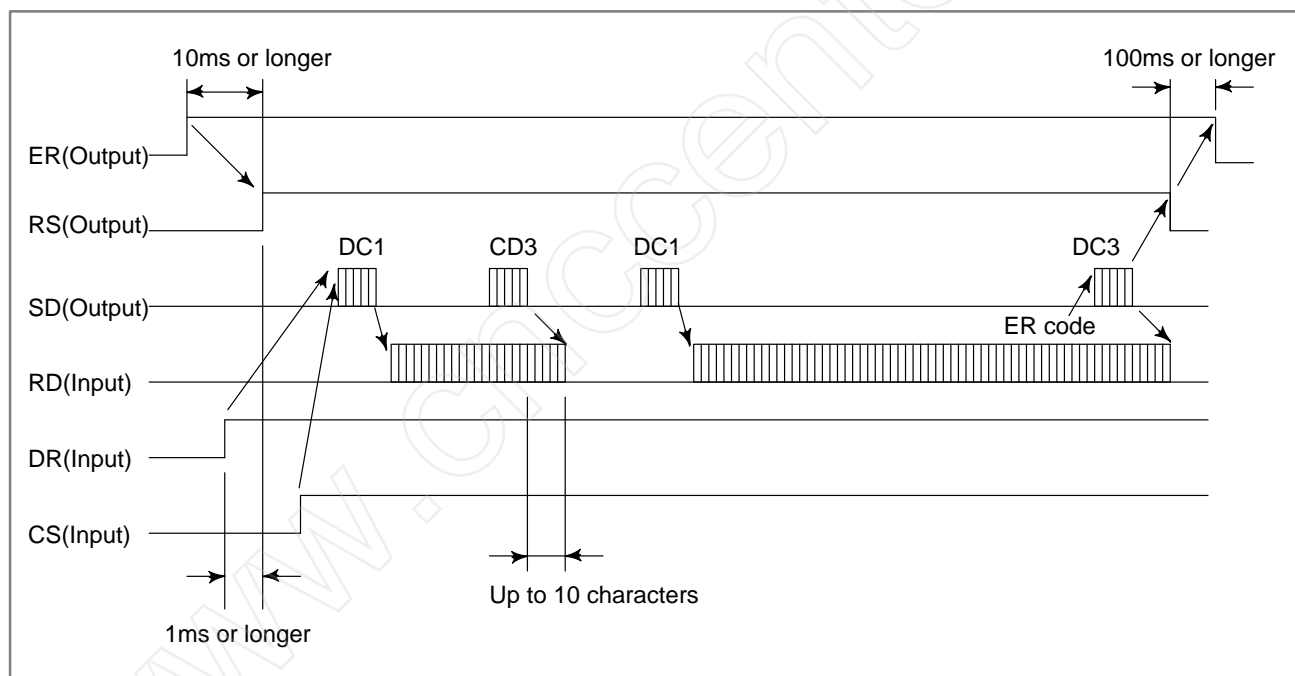 10ms or longer
100ms or longer
ER(Output)
RS(Output)
DC1
CD3
DC1
DC3
SD(Output)
ER code
RD(Input)
DR(Input)
CS(Input)
Up to 10 characters
1ms or longer